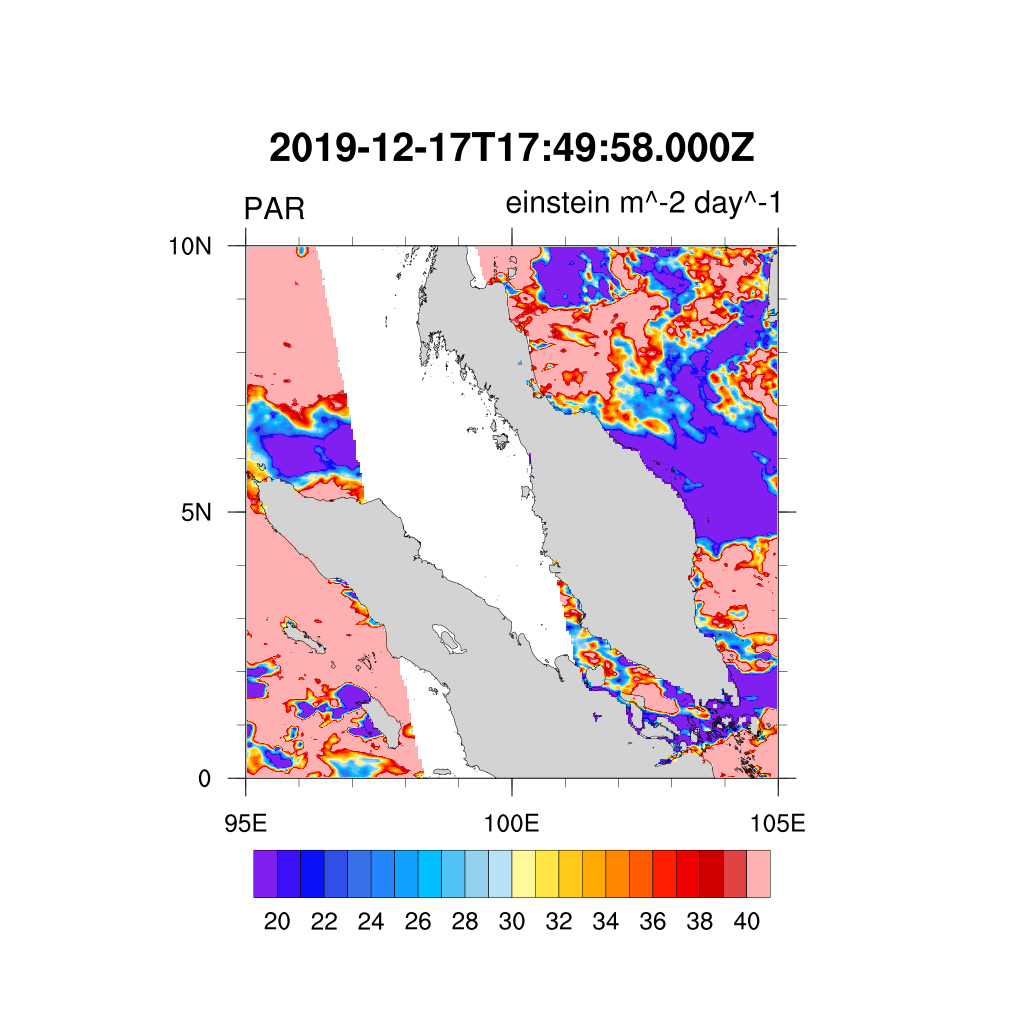 2019-12-17T17:49:58.000Z
PAR einstein m^-2 day^-1
10N
5N
0
95E 100E 105E
20 22 24 26 28 30 32 34 36 38 40